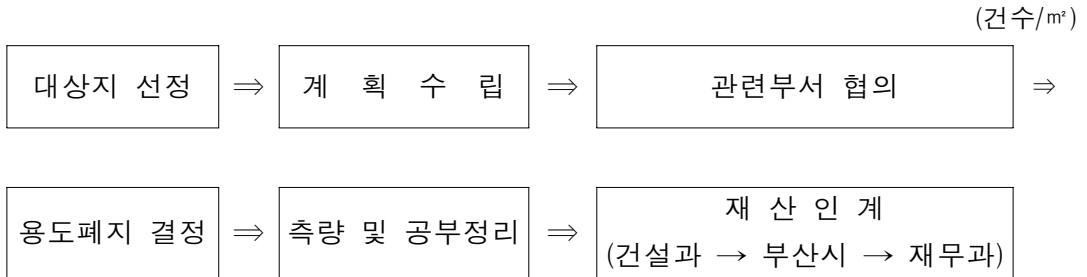 (건수/㎡)
대상지 선정 ⇒ 계 획 수 립 ⇒ 관련부서 협의 ⇒
용도폐지 결정 ⇒ 측량 및 공부정리 ⇒ 재 산 인 계
(건설과 → 부산시 → 재무과)